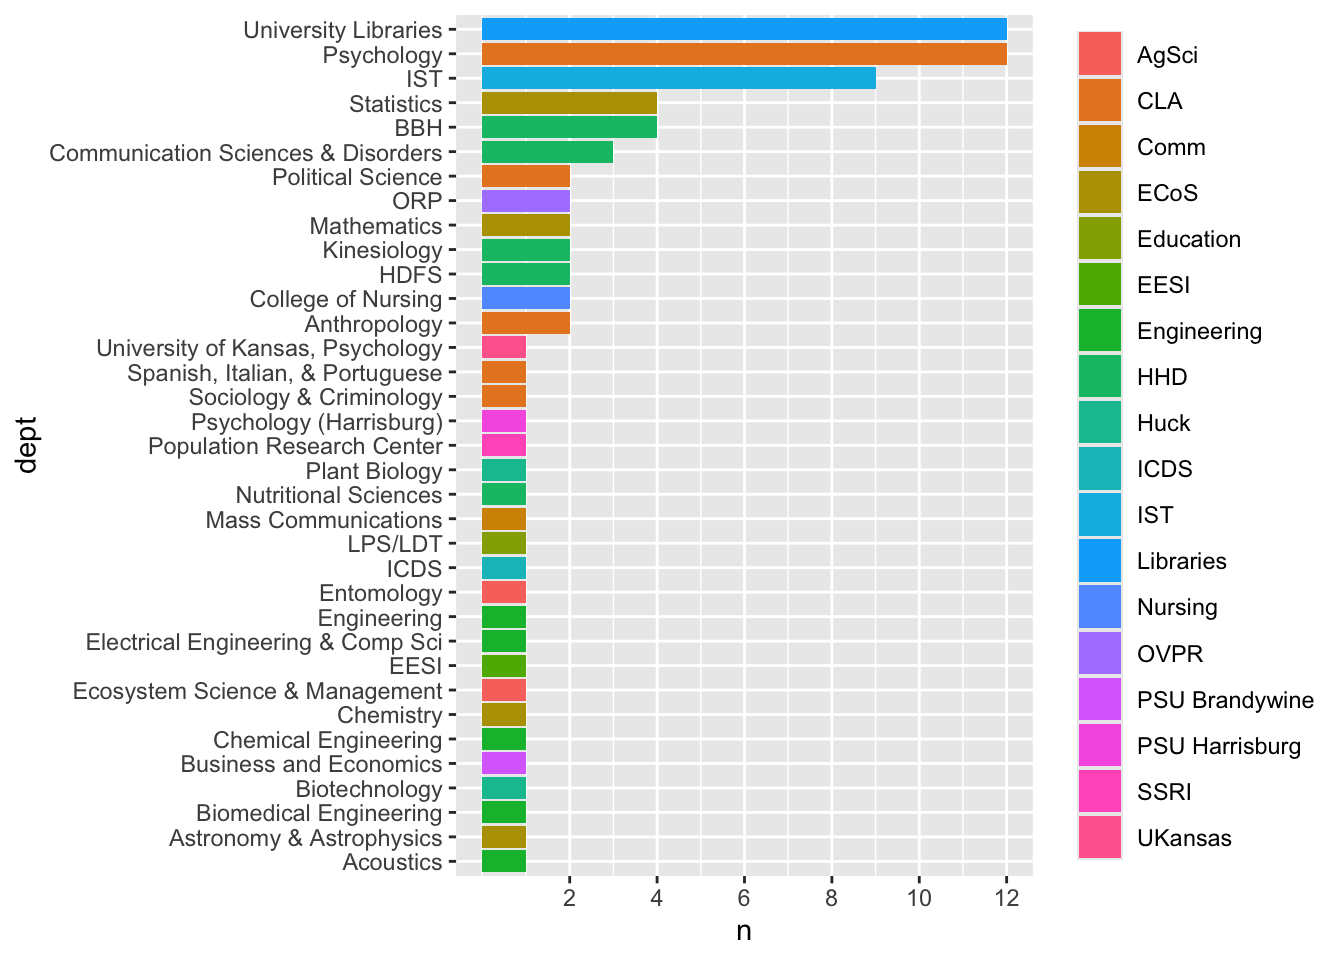 University Libraries
Psychology
IST
Statistics
BBH
Communication Sciences & Disorders
Political Science
ORP
Mathematics
Kinesiology
HDFS
College of Nursing
Anthropology
University of Kansas, Psychology
Spanish, Italian, & Portuguese
Sociology & Criminology
Psychology (Harrisburg)
Population Research Center
Plant Biology
Nutritional Sciences
Mass Communications
LPS/LDT
ICDS
Entomology
Engineering
Electrical Engineering & Comp Sci
EESI
Ecosystem Science & Management
Chemistry
Chemical Engineering
Business and Economics
Biotechnology
Biomedical Engineering
Astronomy & Astrophysics
Acoustics
dept
2 4 6 8 10 12
n
AgSci
CLA
Comm
ECoS
Education
EESI
Engineering
HHD
Huck
ICDS
IST
Libraries
Nursing
OVPR
PSU Brandywine
PSU Harrisburg
SSRI
UKansas